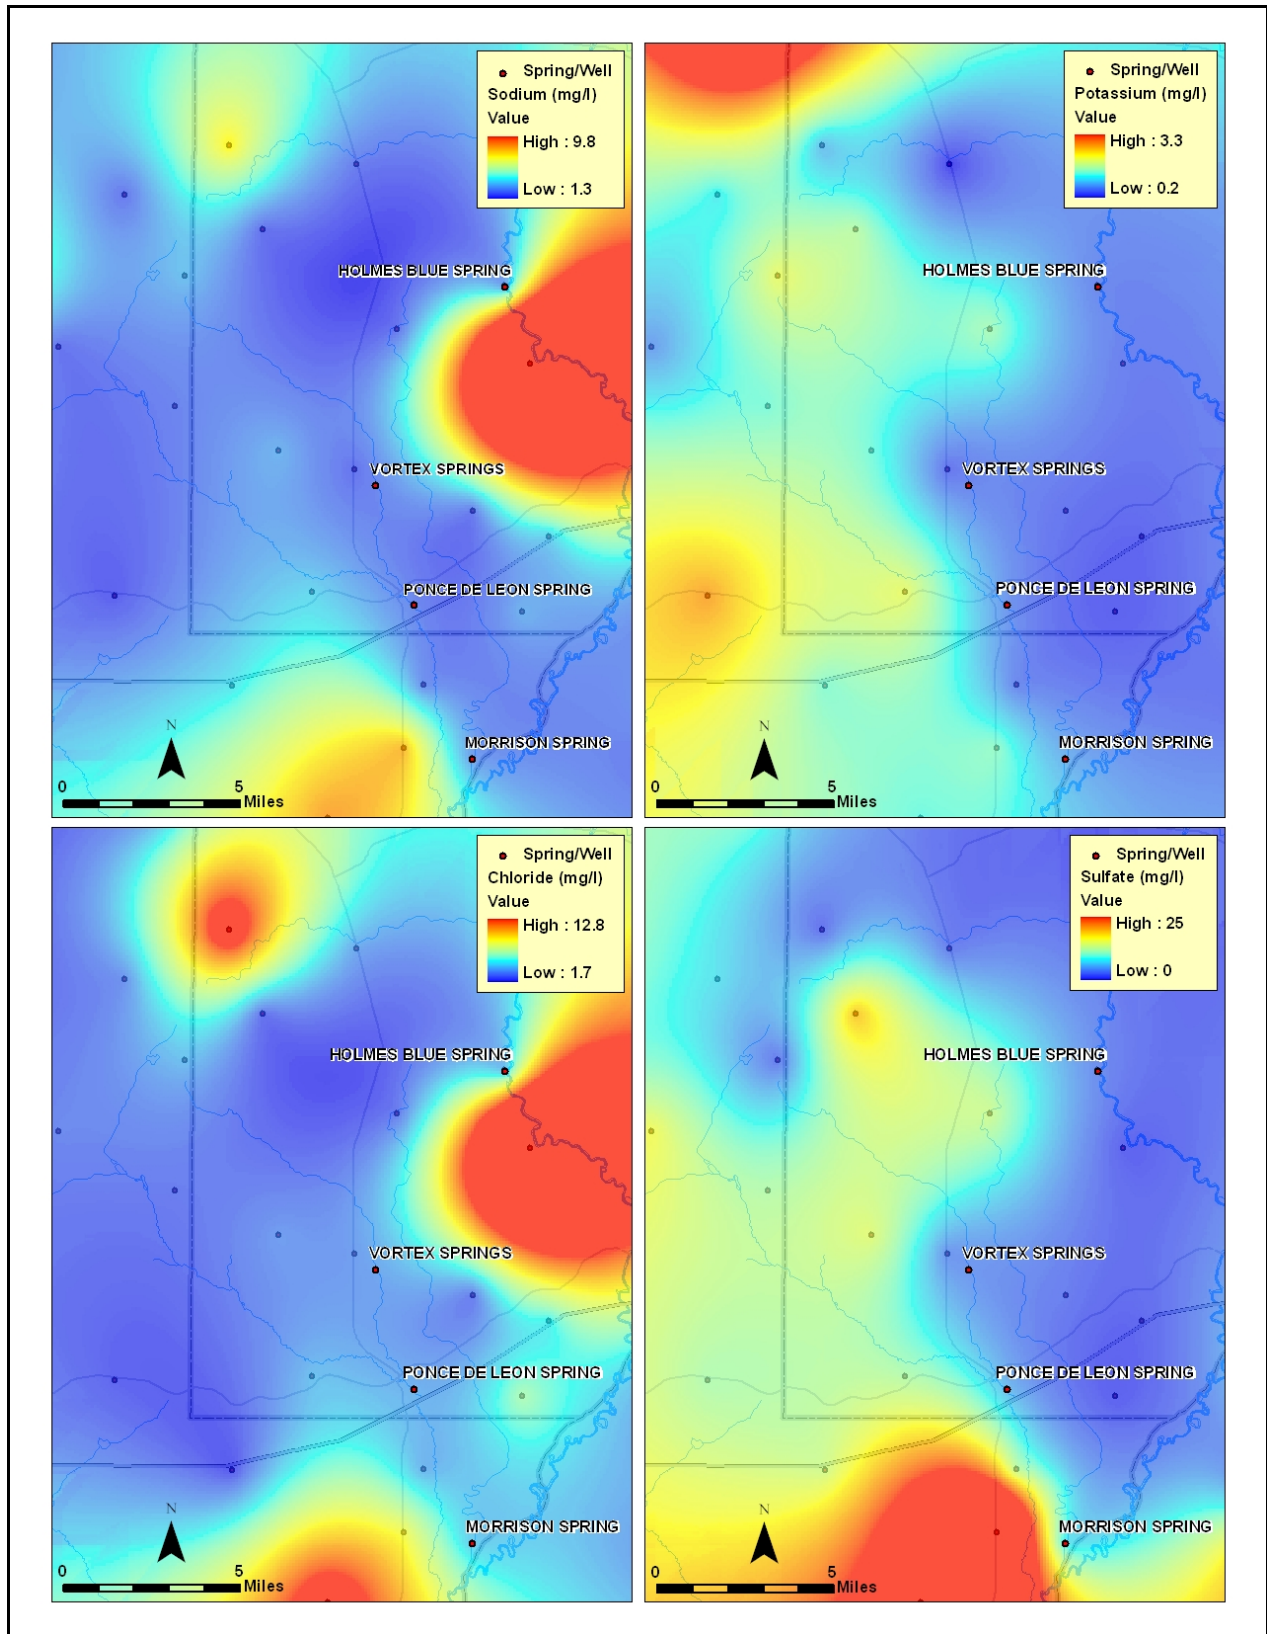 Spring/Well
Sodium (mg/l)
Value
High : 9.8
Low : 1.3
HOLMES BLUE SPRING
VORTEX SPRINGS
PONCE DE LEON SPRING
MORRISON SPRING
N
0 5
Miles
Spring/Well
Potassium (mg/l)
Value
High : 3.3
Low : 0.2
HOLMES BLUE SPRING
VORTEX SPRINGS
PONCE DE LEON SPRING
MORRISON SPRING
N
0 5
Miles
Spring/Well
Chloride (mg/l)
Value
High : 12.8
Low : 1.7
HOLMES BLUE SPRING
VORTEX SPRINGS
PONCE DE LEON SPRING
MORRISON SPRING
N
0 5
Miles
Spring/Well
Sulfate (mg/l)
Value
High : 25
Low : 0
HOLMES BLUE SPRING
VORTEX SPRINGS
PONCE DE LEON SPRING
MORRISON SPRING
N
0 5
Miles